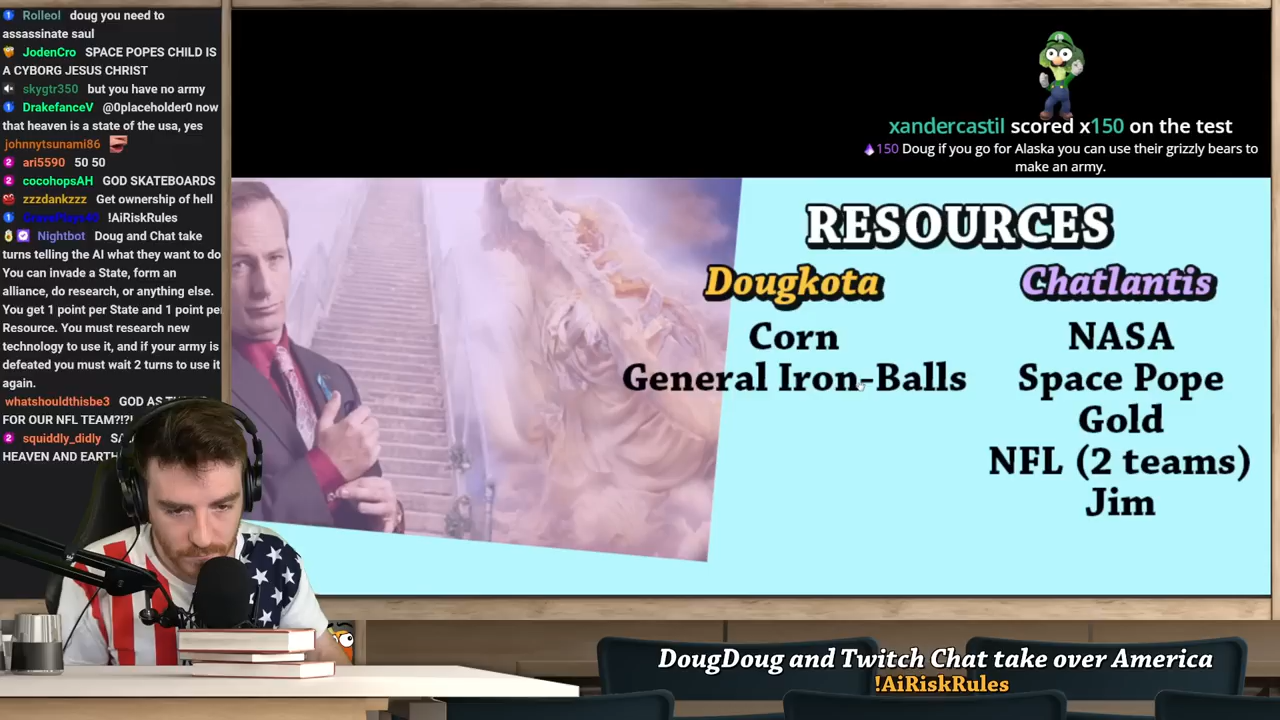 Rolleol doug you need to
assassinate saul
JodenCro SPACE POPES CHILD IS
A CYBORG JESUS CHRIST
skygtr350 but you have no army
DrakefanceV @0placeholder0 now
that heaven is a state of the usa, yes
johnnytsunami86
ari5590 50 50
cocohopsAH GOD SKATEBOARDS
zzzdankzzz Get ownership of hell
!AiRiskRules
Nightbot Doug and Chat take
turns telling the AI what they want to do
You can invade a State, form an
alliance, do research, or anything else.
You get 1 point per State and 1 point per
Resource. You must research new
technology to use it, and if your army is
defeated you must wait 2 turns to use it
again.
whatshouldthisbe3 GOD AS
FOR OUR NFL TEAM?!?!
squiddly_didly
HEAVEN AND EARTH
xandercastil scored x150 on the test
150 Doug if you go for Alaska you can use their grizzly bears to
make an army.
RESOURCES
Dougkota
Corn
General Iron-Balls
Chatlantis
NASA
Space Pope
Gold
NFL (2 teams)
Jim
DougDoug and Twitch Chat take over America
!AiRiskRules